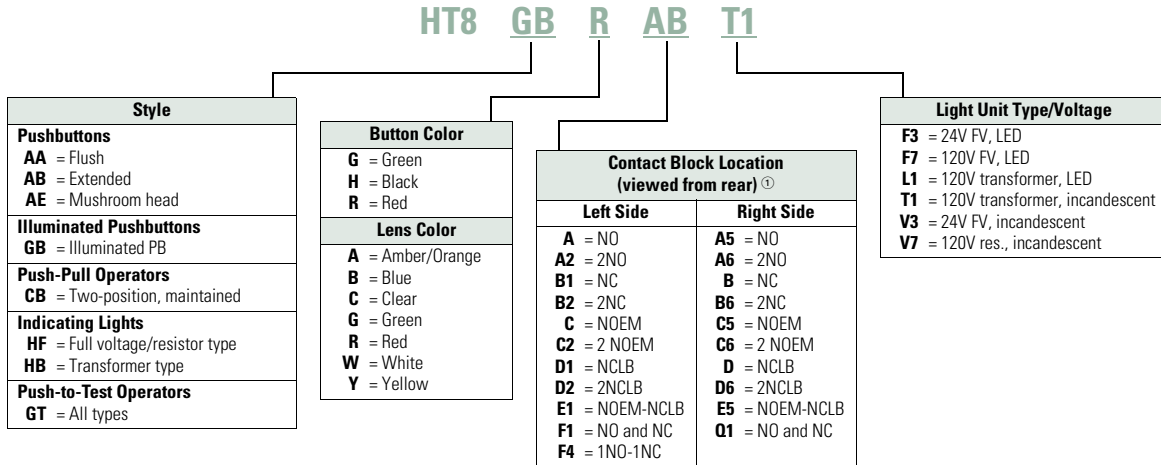 HT8 GB R AB T1
Style
Pushbuttons
AA = Flush
AB = Extended
AE = Mushroom head
Illuminated Pushbuttons
GB = Illuminated PB
Push-Pull Operators
CB = Two-position, maintained
Indicating Lights
HF = Full voltage/resistor type
HB = Transformer type
Push-to-Test Operators
GT = All types
Button Color
G = Green
H = Black
R = Red
Lens Color
A = Amber/Orange
B = Blue
C = Clear
G = Green
R = Red
W = White
Y = Yellow
Contact Block Location
(viewed from rear) ①
Left Side
A = NO
A2 = 2NO
B1 = NC
B2 = 2NC
C = NOEM
C2 = 2 NOEM
D1 = NCLB
D2 = 2NCLB
E1 = NOEM-NCLB
F1 = NO and NC
F4 = 1NO-1NC
Right Side
A5 = NO
A6 = 2NO
B = NC
B6 = 2NC
C5 = NOEM
C6 = 2 NOEM
D = NCLB
D6 = 2NCLB
E5 = NOEM-NCLB
Q1 = NO and NC
Light Unit Type/Voltage
F3 = 24V FV, LED
F7 = 120V FV, LED
L1 = 120V transformer, LED
T1 = 120V transformer, incandescent
V3 = 24V FV, incandescent
V7 = 120V res., incandescent